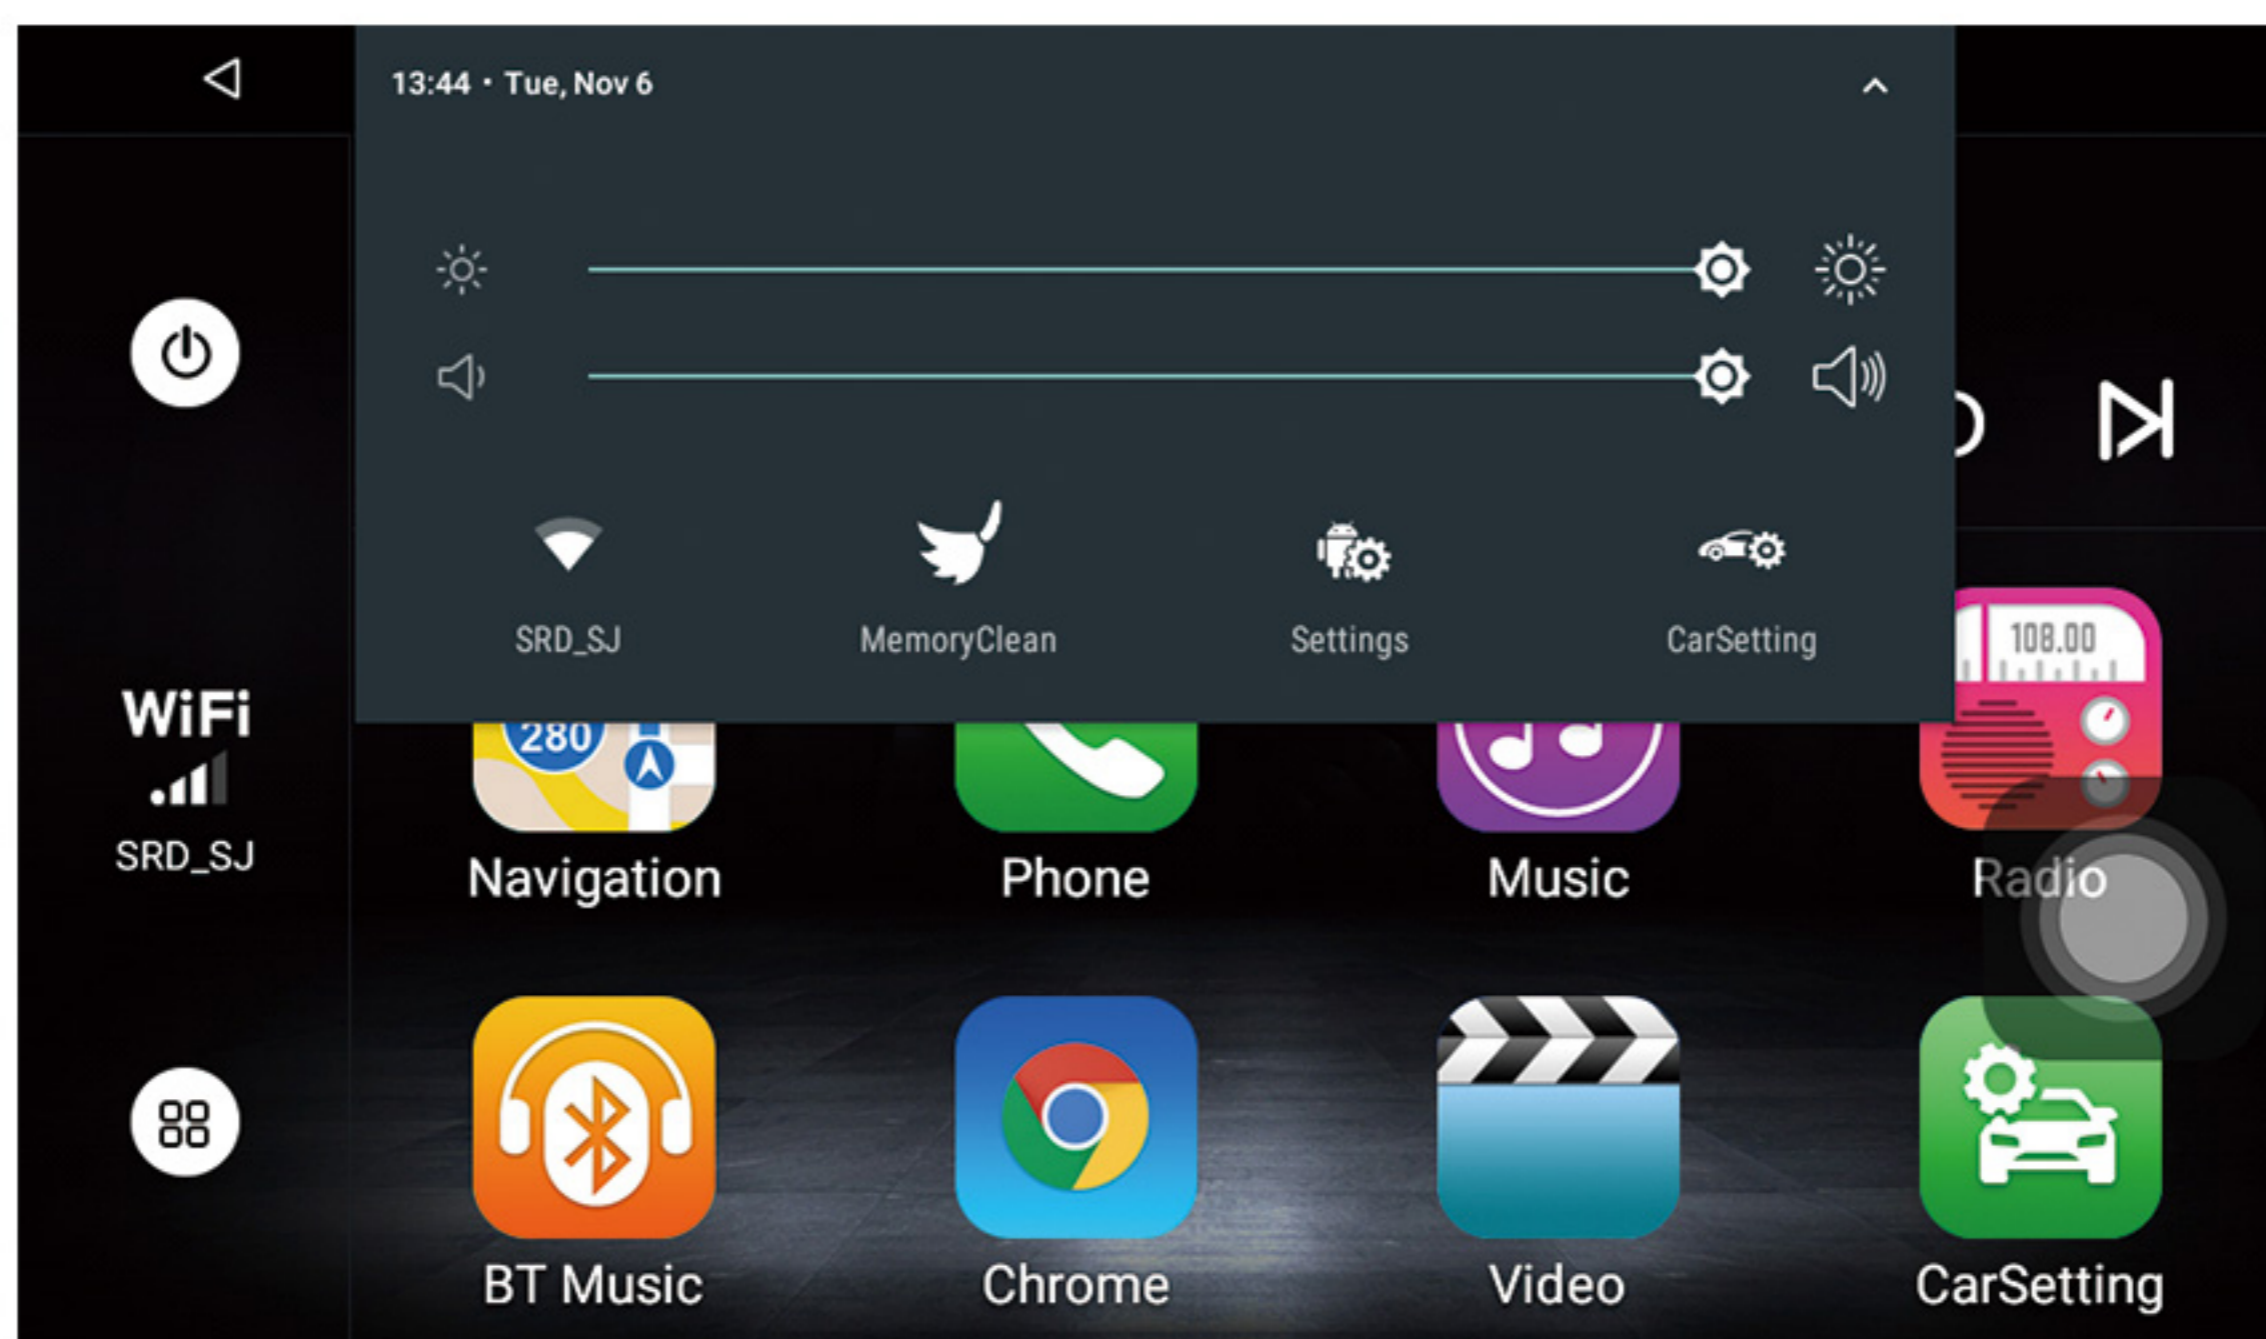 13:44 • Tue, Nov 6
SRD_SJ
MemoryClean
Settings
CarSetting
108.00
WiFi
SRD_SJ
280
Navigation
Phone
Music
Radio
BT Music
Chrome
Video
CarSetting